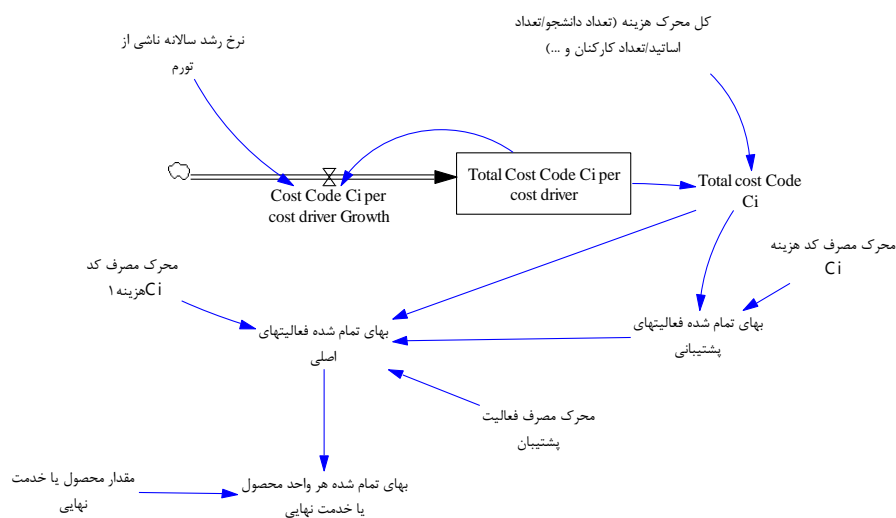 نرخ رشد سالانه ناشی از
تورم
کل محرک هزینه (تعداد دانشجو/تعداد
اساتید/تعداد کارکنان و ...)
Cost Code Ci per
cost driver Growth
Total Cost Code Ci per
cost driver
Total cost Code
Ci
محرک مصرف کد هزینه
Ci
محرک مصرف کد
هزینه۱Ci
بهای تمام شده فعالیتهای
اصلی
بهای تمام شده فعالیتهای
پشتیبانی
محرک مصرف فعالیت
پشتیبان
مقدار محصول یا خدمت
نهایی
بهای تمام شده هر واحد محصول
یا خدمت نهایی